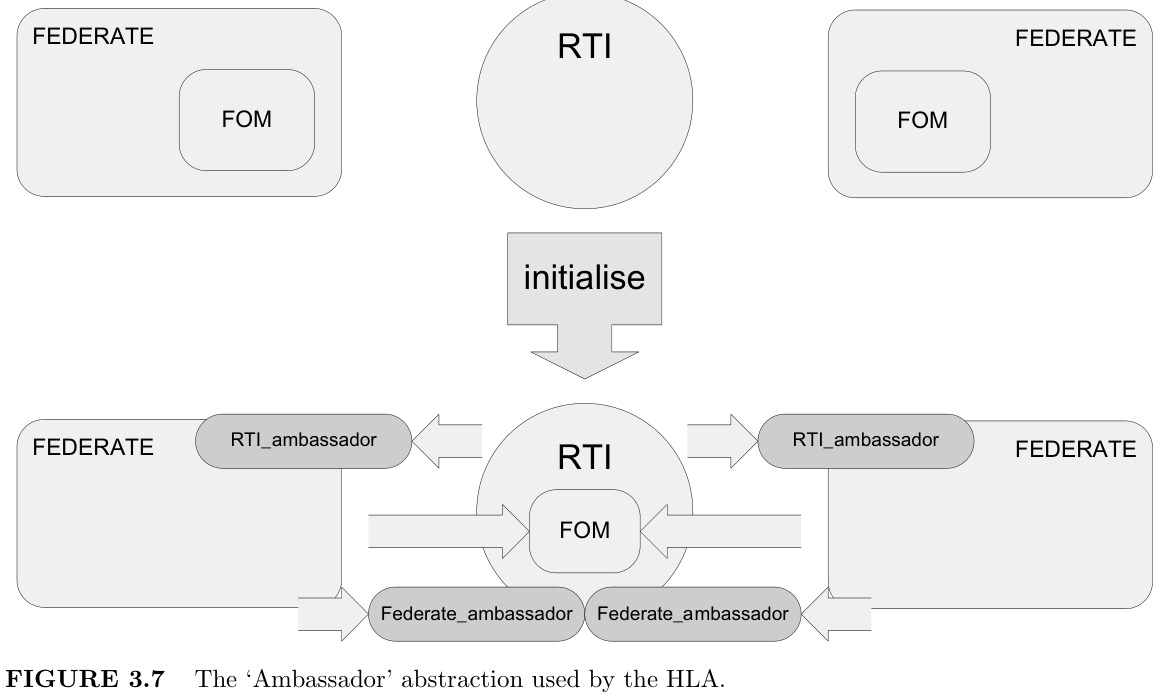 FEDERATE
FOM
RTI
FEDERATE
FOM
initialise
FEDERATE
RTI_ambassador
RTI
FOM
RTI_ambassador
FEDERATE
Federate_ambassador
Federate_ambassador
FIGURE 3.7 The ‘Ambassador’ abstraction used by the HLA.